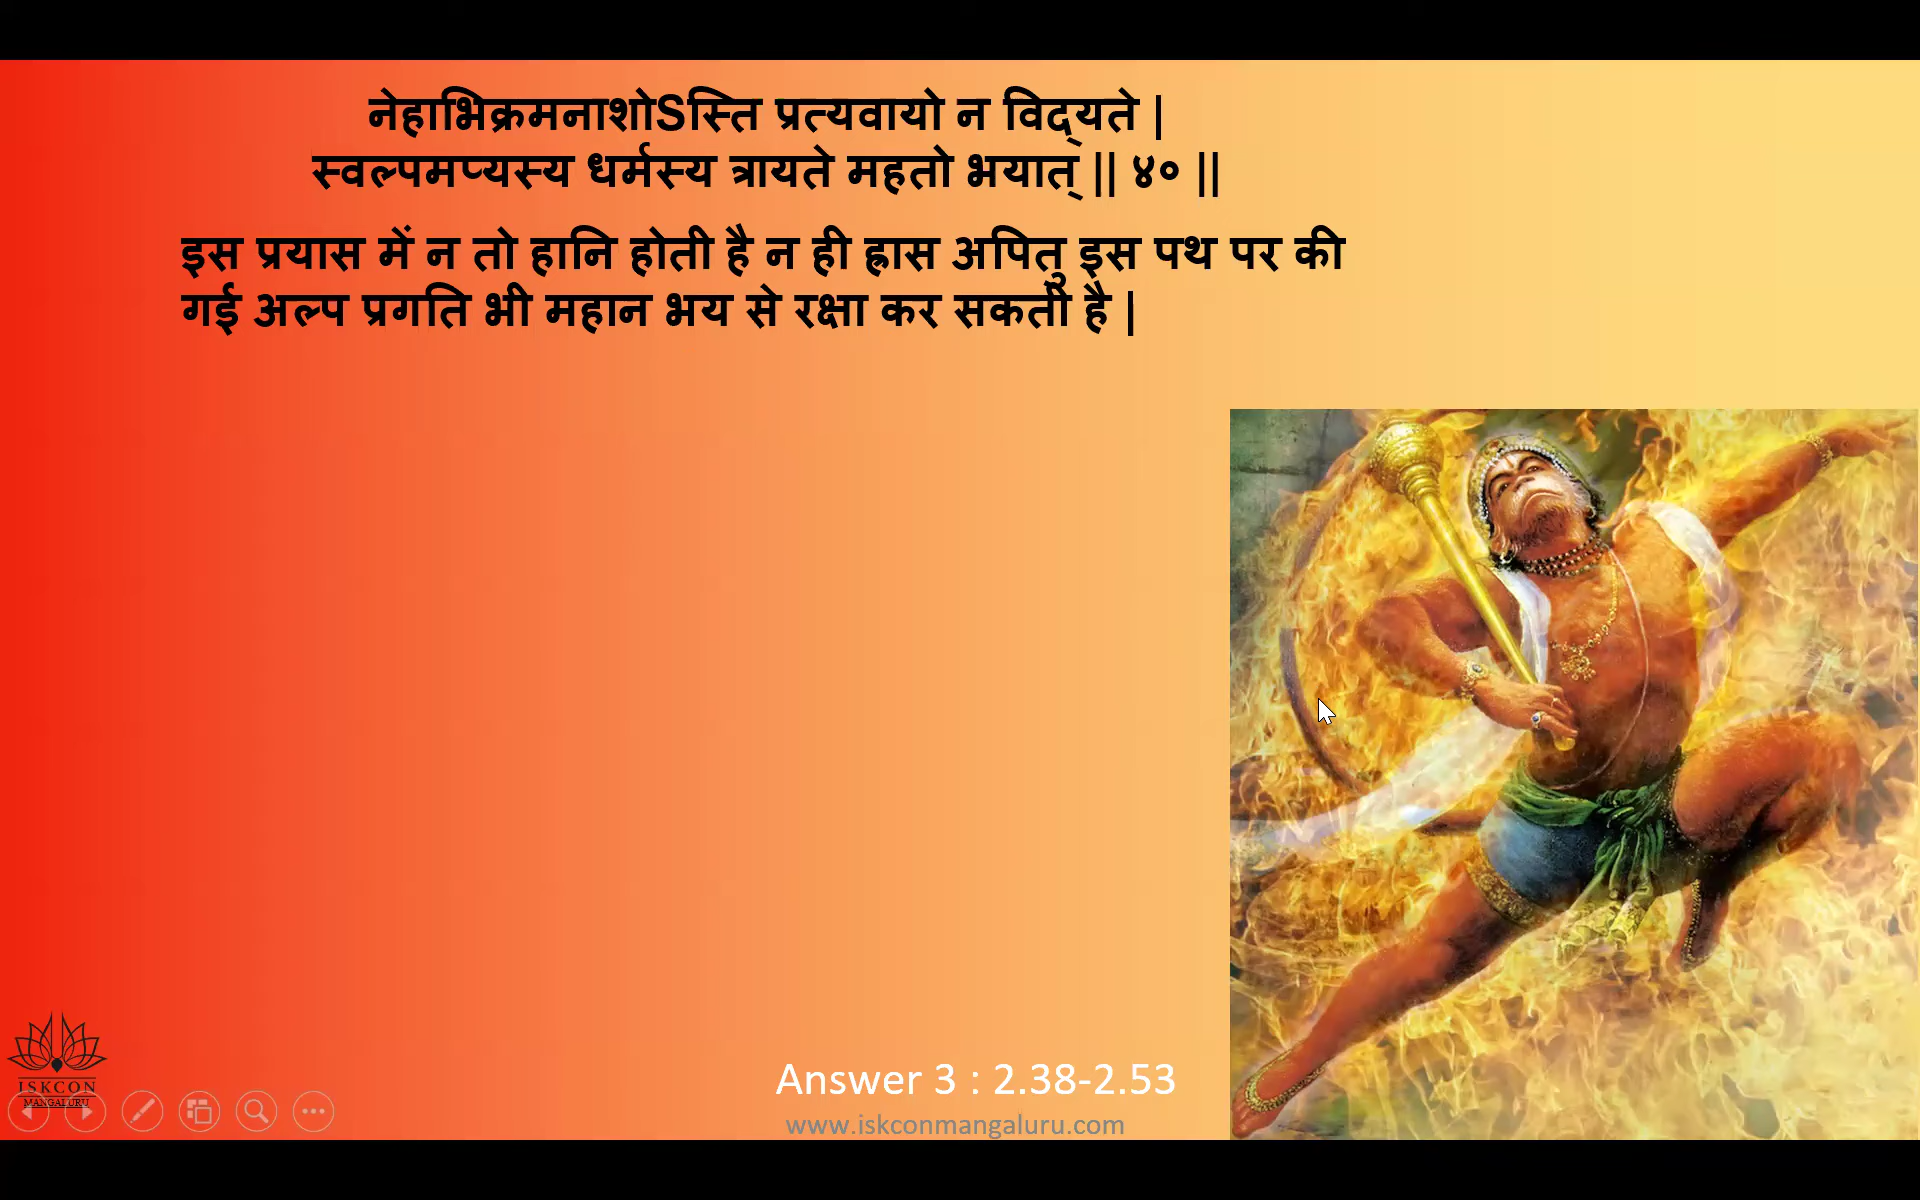 नेहाभिक्रमनाशोSस्ति प्रत्यवायो न विद्यते |
स्वल्पमप्यस्य धर्मस्य त्रायते महतो भयात् || ४० ||
इस प्रयास में न तो हानि होती है न ही ह्रास अपितु इस पथ पर की
गई अल्प प्रगति भी महान भय से रक्षा कर सकती है |
ISKCON
MANGALURU
Answer 3 : 2.38-2.53
www.iskconmangaluru.com